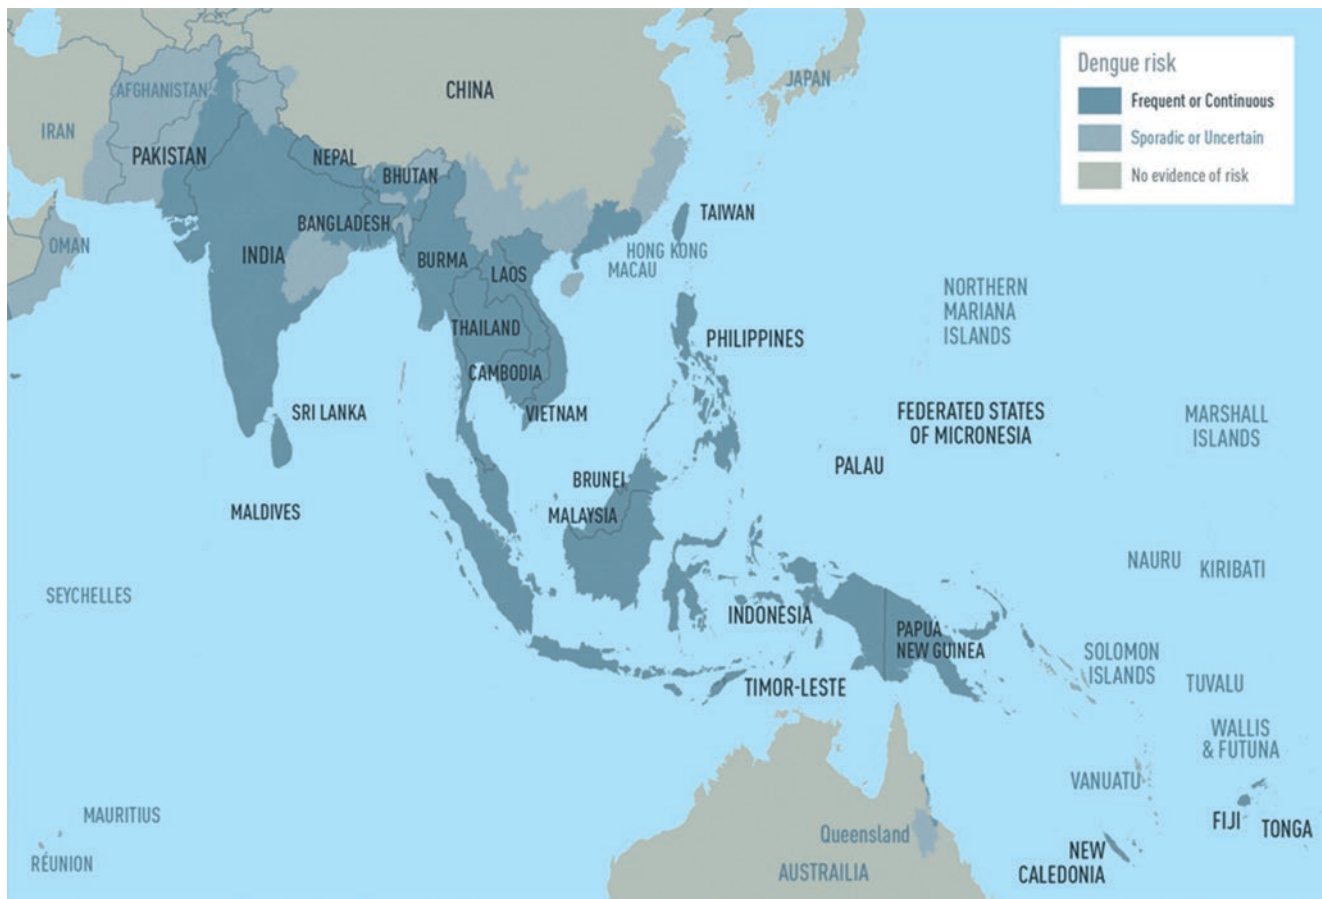 Dengue risk
Frequent or Continuous
Sporadic or Uncertain
No evidence of risk
CHINA
JAPAN
AFGHANISTAN
IRAN
PAKISTAN
NEPAL
BHUTAN
BANGLADESH
TAIWAN
OMAN
INDIA
BURMA
LAOS
HONG KONG
MACAU
NORTHERN
MARIANA
ISLANDS
THAILAND
PHILIPPINES
CAMBODIA
VIETNAM
SRI LANKA
FEDERATED STATES
OF MICRONESIA
MARSHALL
ISLANDS
PALAU
BRUNEI
MALAYSIA
MALDIVES
NAURU
KIRIBATI
SEYCHELLES
INDONESIA
PAPUA
NEW GUINEA
SOLOMON
ISLANDS
TIMOR-LESTE
TUVALU
WALLIS
& FUTUNA
VANUATU
MAURITIUS
FIJI
TONGA
Queensland
RÉUNION
AUSTRAILIA
NEW
CALEDONIA